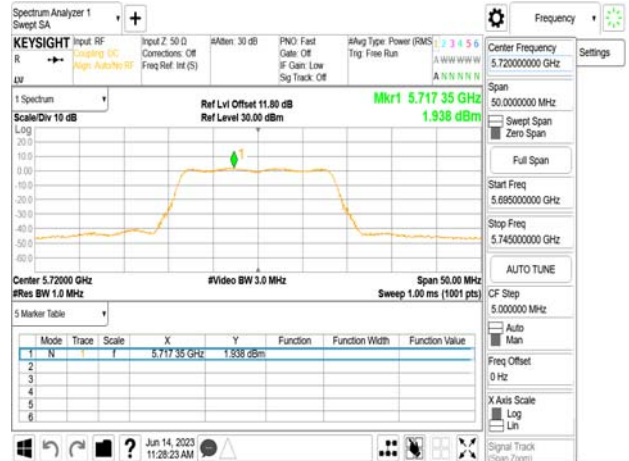 Spectrum Analyzer 1
Swept SA
+
Frequency
KEYSIGHT
R
Input: RF
Coupling: DC
Align: Auto/No RF
Input Z: 50 Ω
Corrections: Off
Freq Ref: Int (S)
#Atten: 30 dB
PNO: Fast
Gate: Off
IF Gain: Low
Sig Track: Off
#Avg Type: Power (RMS
Trig: Free Run
1 2 3 4 5 6
A W W W W W
A N N N N N
Center Frequency
5.720000000 GHz
Settings
Span
50.0000000 MHz
Swept Span
Zero Span
Full Span
Start Freq
5.695000000 GHz
Stop Freq
5.745000000 GHz
AUTO TUNE
CF Step
5.000000 MHz
Auto
Man
Freq Offset
0 Hz
X Axis Scale
Log
Lin
Signal Track
(Span Zoom)
1 Spectrum
Scale/Div 10 dB
Ref Lvl Offset 11.80 dB
Ref Level 30.00 dBm
Mkr1 5.717 35 GHz
1.938 dBm
Log
20.0
10.0
0.00
-10.0
-20.0
-30.0
-40.0
-50.0
-60.0
1
Center 5.72000 GHz
#Res BW 1.0 MHz
#Video BW 3.0 MHz
Span 50.00 MHz
Sweep 1.00 ms (1001 pts)
5 Marker Table
Mode Trace Scale X Y Function Function Width Function Value
1 N 1 f 5.717 35 GHz 1.938 dBm
2
3
4
5
6
?
Jun 14, 2023
11:28:23 AM